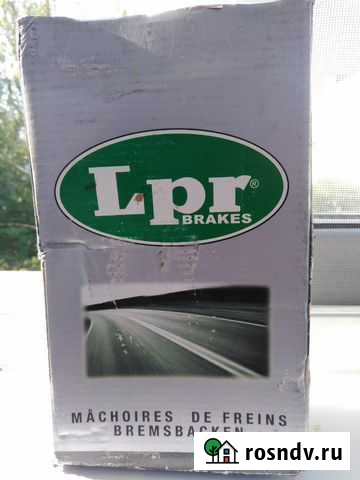 Lpr®
BRAKES
MÂCHOIRES DE FREINS
BREMSBACKEN
rosndv.ru